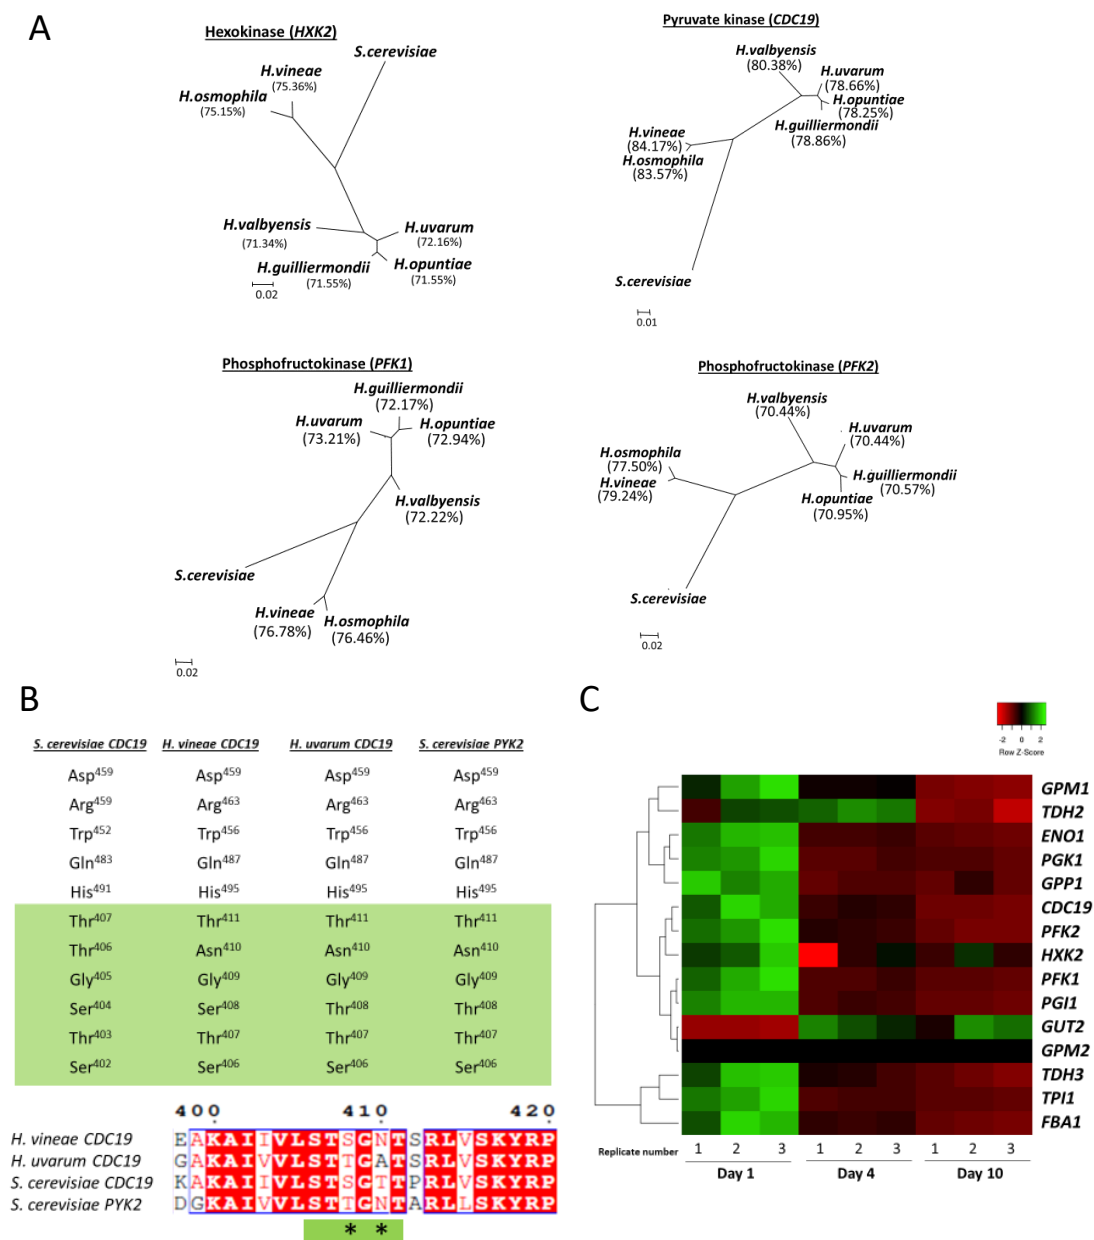 A
Hexokinase (HXK2)
S.cerevisiae
H.vineae
(75.36%)
H.osmophila
(75.15%)
H.valbyensis
(71.34%)
H.uvarum
(72.16%)
H.guilliermondii
(71.55%)
H.opuntiae
(71.55%)
0.02
Pyruvate kinase (CDC19)
H.valbyensis
(80.38%)
H.uvarum
(78.66%)
H.opuntiae
(78.25%)
H.guilliermondii
(78.86%)
H.vineae
(84.17%)
H.osmophila
(83.57%)
S.cerevisiae
0.01
Phosphofructokinase (PFK1)
H.guilliermondii
(72.17%)
H.uvarum
(73.21%)
H.opuntiae
(72.94%)
H.valbyensis
(72.22%)
S.cerevisiae
H.vineae
(76.78%)
H.osmophila
(76.46%)
0.02
Phosphofructokinase (PFK2)
H.valbyensis
(70.44%)
H.uvarum
(70.44%)
H.osmophila
(77.50%)
H.vineae
(79.24%)
H.guilliermondii
(70.57%)
H.opuntiae
(70.95%)
S.cerevisiae
0.02
B
S. cerevisiae CDC19 H. vineae CDC19 H. uvarum CDC19 S. cerevisiae PYK2
Asp459 Asp459 Asp459 Asp459
Arg459 Arg463 Arg463 Arg463
Trp452 Trp456 Trp456 Trp456
Gln483 Gln487 Gln487 Gln487
His491 His495 His495 His495
Thr407 Thr411 Thr411 Thr411
Thr406 Asn410 Asn410 Asn410
Gly405 Gly409 Gly409 Gly409
Ser404 Ser408 Thr408 Thr408
Thr403 Thr407 Thr407 Thr407
Ser402 Ser406 Ser406 Ser406
400 410 420
H. vineae CDC19 EAKAIIVLSTSGNTSRLVSKYRP
H. uvarum CDC19 GAKAIVVLSTTGATSRLVSKYRP
S. cerevisiae CDC19 KAKAIIVLSTSGTTPRLVSKYRP
S. cerevisiae PYK2 DGKAIVVLSTTGNTARLLSKYRP
* *
C
-2 0 2
Row Z-Score
GPM1
TDH2
ENO1
PGK1
GPP1
CDC19
PFK2
HXK2
PFK1
PGI1
GUT2
GPM2
TDH3
TPI1
FBA1
Replicate number 1 2 3 1 2 3 1 2 3
Day 1 Day 4 Day 10